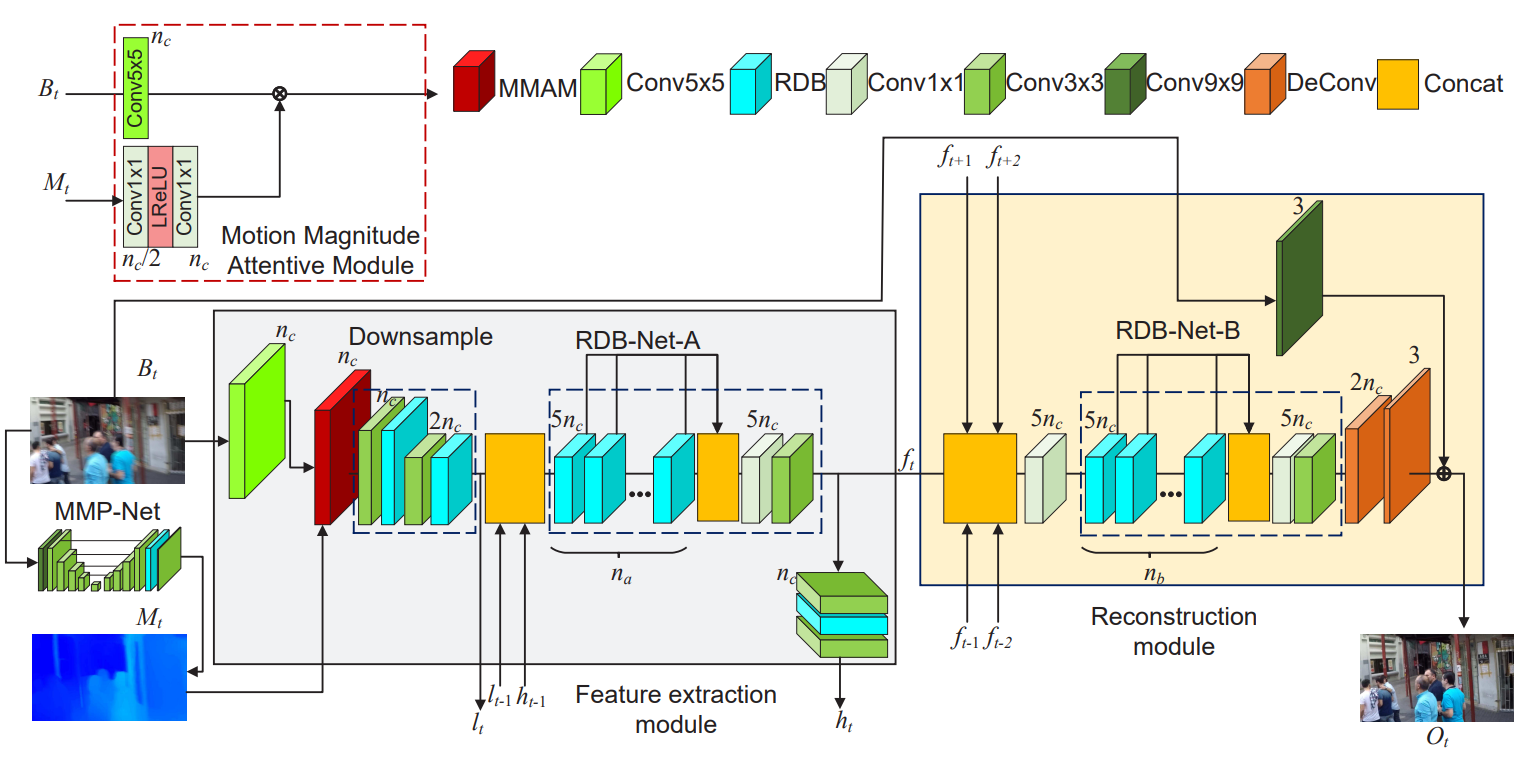 n_c
Conv5x5
B_t
M_t
Conv1x1
LReLU
Conv1x1
n_c/2
n_c
Motion Magnitude
Attentive Module
MMAM
Conv5x5
RDB
Conv1x1
Conv3x3
Conv9x9
DeConv
Concat
f_{t+1}
f_{t+2}
3
n_c
Downsample
n_c
RDB-Net-A
RDB-Net-B
B_t
n_c
2n_c
5n_c
5n_c
5n_c
5n_c
5n_c
2n_c
3
f_t
...
...
MMP-Net
n_a
n_b
n_c
M_t
f_{t-1}
f_{t-2}
Reconstruction
module
l_{t-1}
h_{t-1}
l_t
Feature extraction
module
h_t
O_t